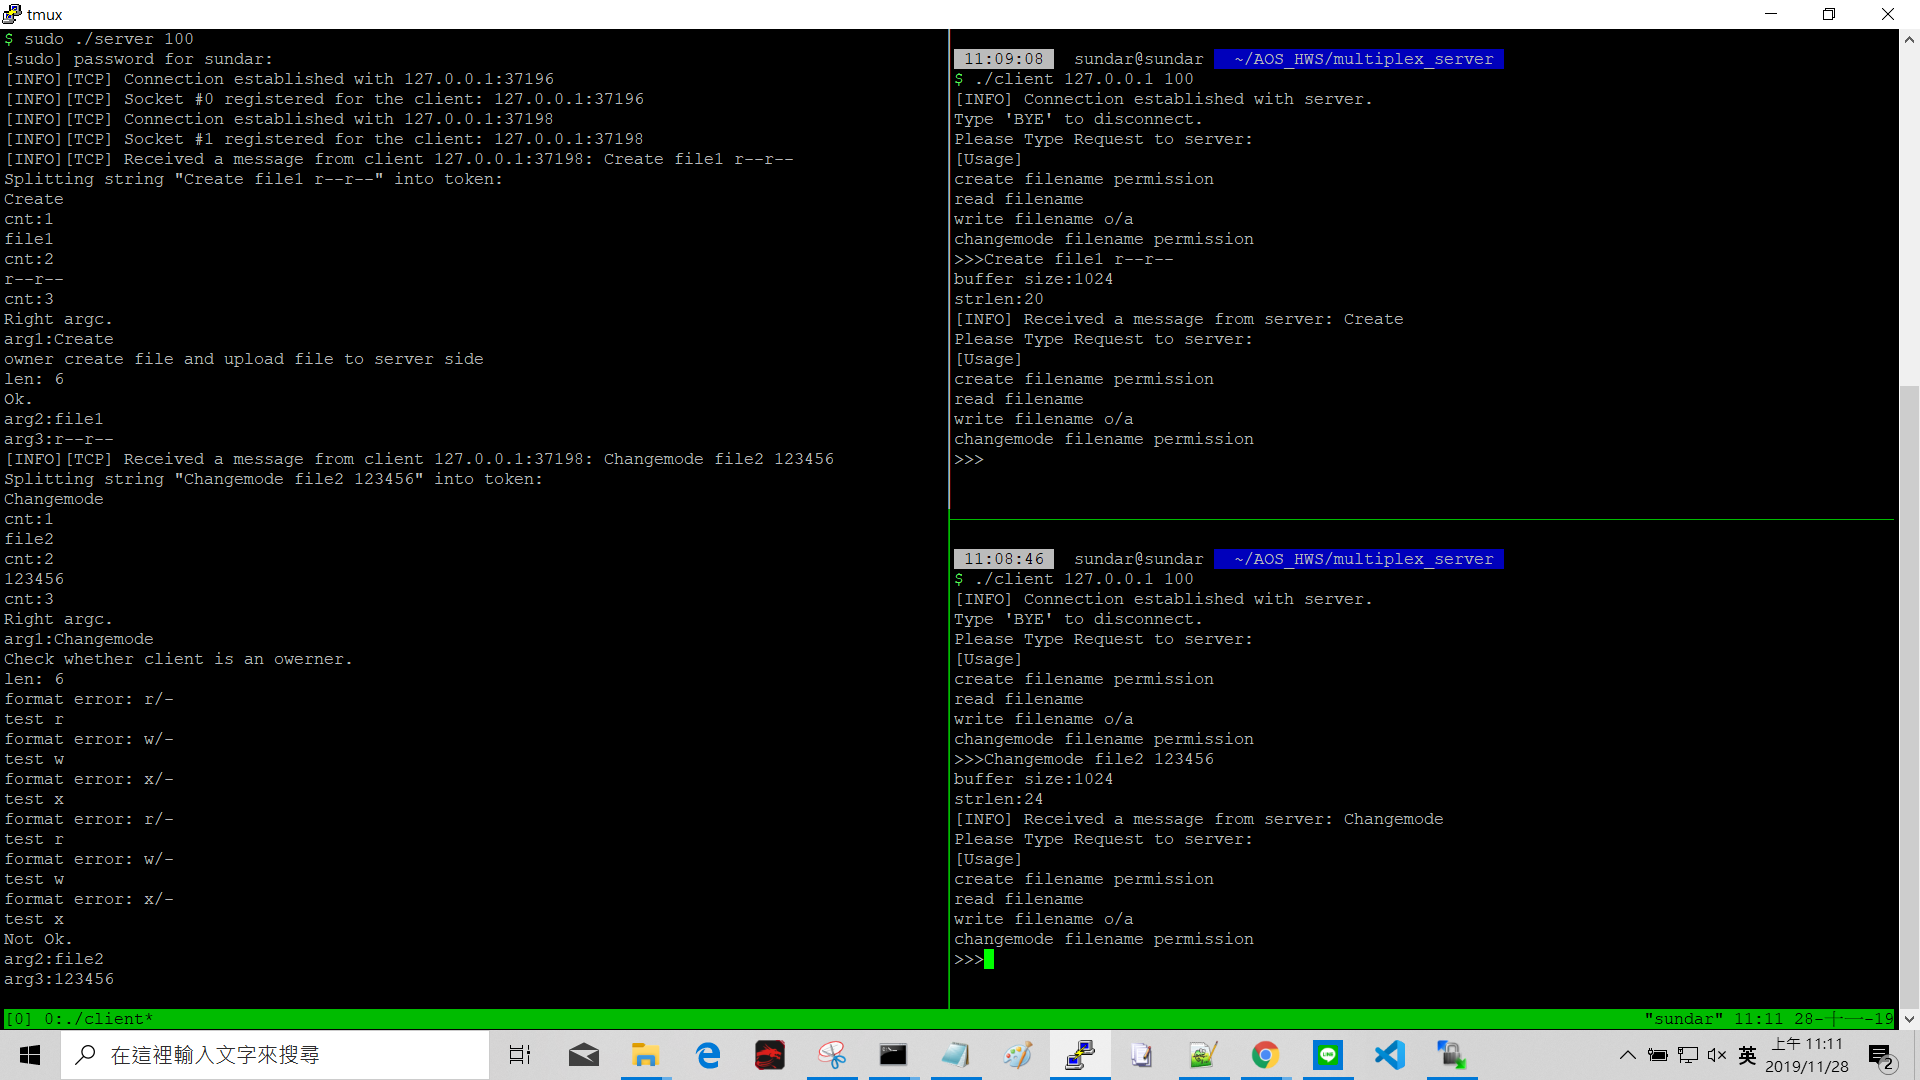 tmux
$ sudo ./server 100
[sudo] password for sundar:
[INFO][TCP] Connection established with 127.0.0.1:37196
[INFO][TCP] Socket #0 registered for the client: 127.0.0.1:37196
[INFO][TCP] Connection established with 127.0.0.1:37198
[INFO][TCP] Socket #1 registered for the client: 127.0.0.1:37198
[INFO][TCP] Received a message from client 127.0.0.1:37198: Create file1 r--r--
Splitting string "Create file1 r--r--" into token:
Create
cnt:1
file1
cnt:2
r--r--
cnt:3
Right argc.
arg1:Create
owner create file and upload file to server side
len: 6
Ok.
arg2:file1
arg3:r--r--
[INFO][TCP] Received a message from client 127.0.0.1:37198: Changemode file2 123456
Splitting string "Changemode file2 123456" into token:
Changemode
cnt:1
file2
cnt:2
123456
cnt:3
Right argc.
arg1:Changemode
Check whether client is an owerner.
len: 6
format error: r/-
test r
format error: w/-
test w
format error: x/-
test x
format error: r/-
test r
format error: w/-
test w
format error: x/-
test x
Not Ok.
arg2:file2
arg3:123456
11:09:08 sundar@sundar ~/AOS_HWS/multiplex_server
$ ./client 127.0.0.1 100
[INFO] Connection established with server.
Type 'BYE' to disconnect.
Please Type Request to server:
[Usage]
create filename permission
read filename
write filename o/a
changemode filename permission
>>>Create file1 r--r--
buffer size:1024
strlen:20
[INFO] Received a message from server: Create
Please Type Request to server:
[Usage]
create filename permission
read filename
write filename o/a
changemode filename permission
>>>
11:08:46 sundar@sundar ~/AOS_HWS/multiplex_server
$ ./client 127.0.0.1 100
[INFO] Connection established with server.
Type 'BYE' to disconnect.
Please Type Request to server:
[Usage]
create filename permission
read filename
write filename o/a
changemode filename permission
>>>Changemode file2 123456
buffer size:1024
strlen:24
[INFO] Received a message from server: Changemode
Please Type Request to server:
[Usage]
create filename permission
read filename
write filename o/a
changemode filename permission
>>>
[0] 0:./client*
"sundar" 11:11 28-十一-19
在這裡輸入文字來搜尋
英
上午 11:11
2019/11/28
2